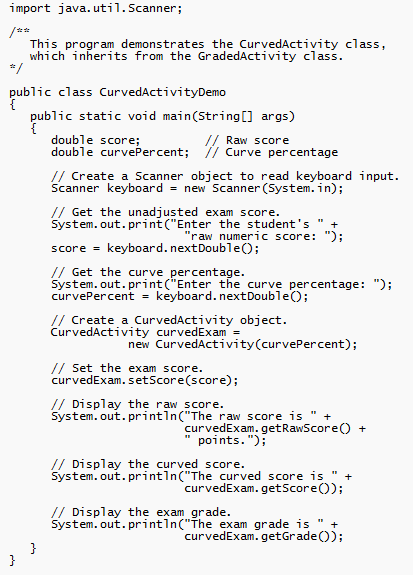 import java.util.Scanner;
/**
   This program demonstrates the CurvedActivity class,
   which inherits from the GradedActivity class.
*/
public class CurvedActivityDemo
{
   public static void main(String[] args)
   {
      double score;         // Raw score
      double curvePercent;  // Curve percentage
      // Create a Scanner object to read keyboard input.
      Scanner keyboard = new Scanner(System.in);
      // Get the unadjusted exam score.
      System.out.print("Enter the student's " +
                       "raw numeric score: ");
      score = keyboard.nextDouble();
      // Get the curve percentage.
      System.out.print("Enter the curve percentage: ");
      curvePercent = keyboard.nextDouble();
      // Create a CurvedActivity object.
      CurvedActivity curvedExam =
                 new CurvedActivity(curvePercent);
      // Set the exam score.
      curvedExam.setScore(score);
      // Display the raw score.
      System.out.println("The raw score is " +
                         curvedExam.getRawScore() +
                         " points.");
      // Display the curved score.
      System.out.println("The curved score is " +
                         curvedExam.getScore());
      // Display the exam grade.
      System.out.println("The exam grade is " +
                         curvedExam.getGrade());
   }
}